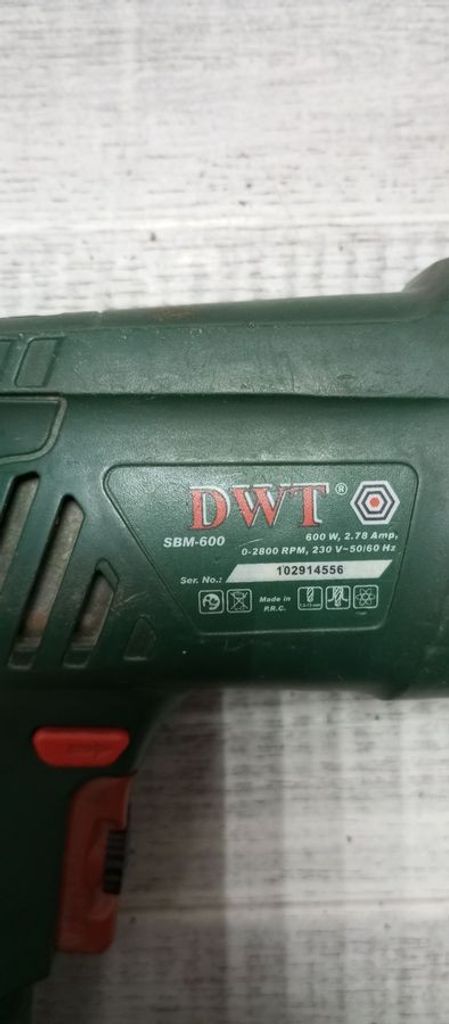 DWT®
SBM-600
600 W, 2.78 Amp,
0-2800 RPM, 230 V~50/60 Hz
Ser. No.: 102914556
Made in
P.R.C.